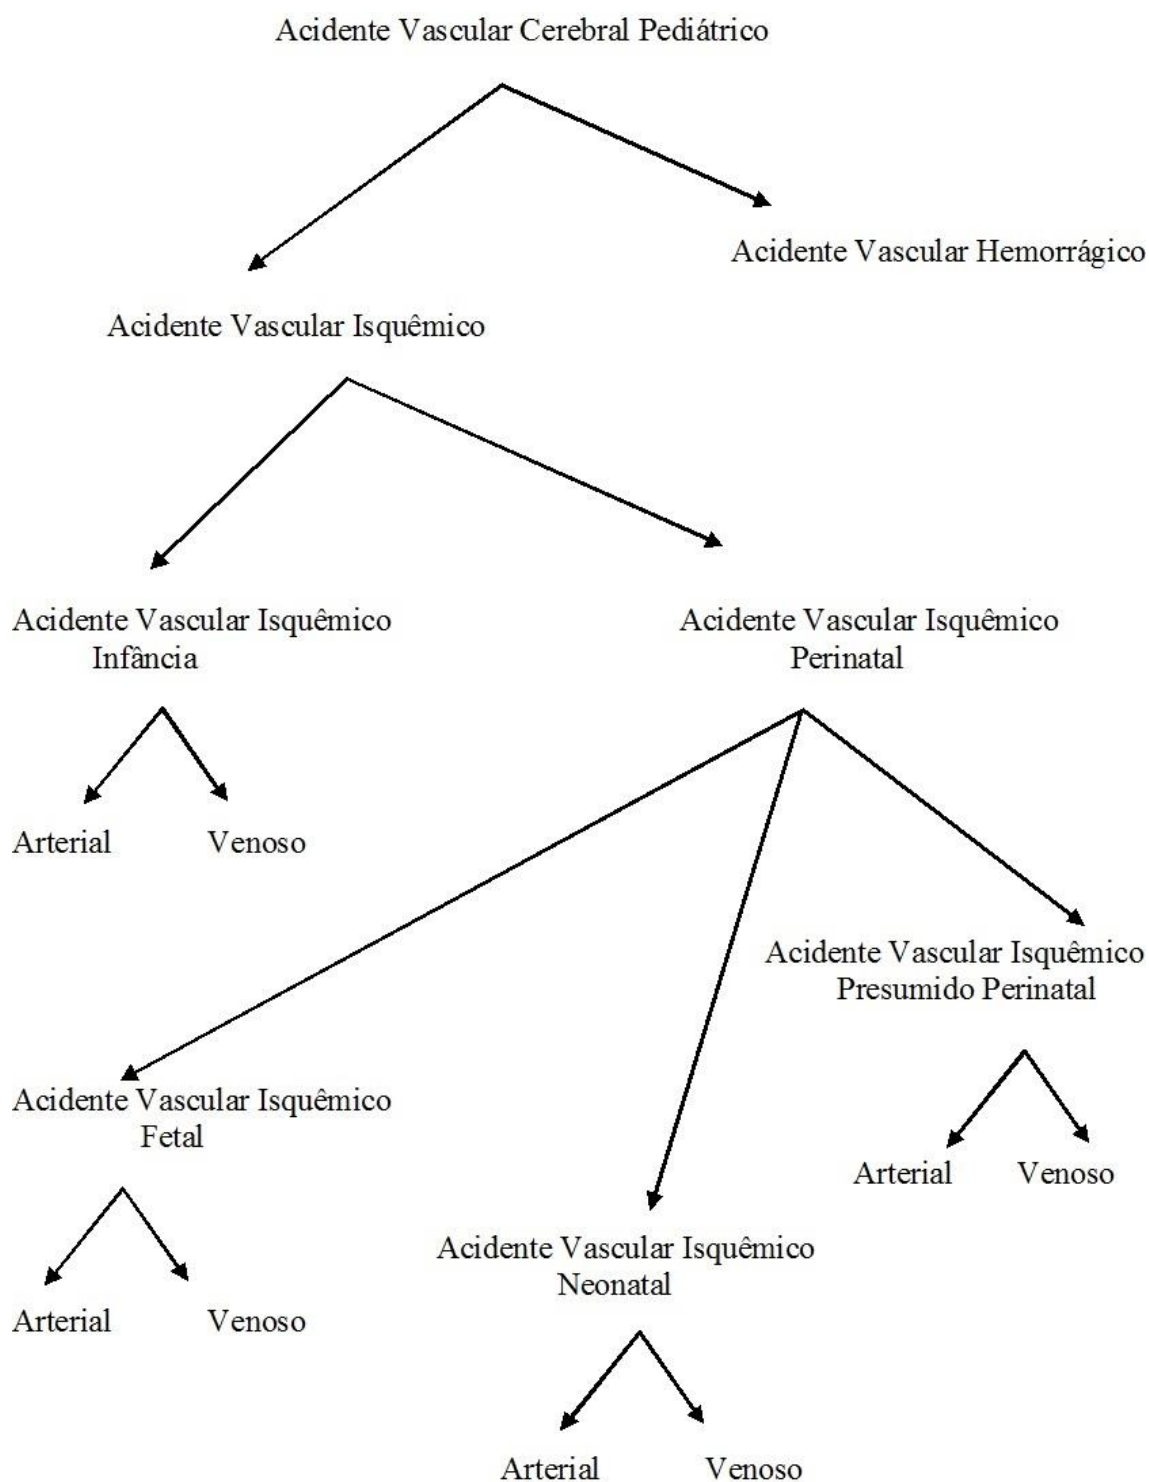 Acidente Vascular Cerebral Pediátrico
Acidente Vascular Hemorrágico
Acidente Vascular Isquêmico
Acidente Vascular Isquêmico
Infância
Acidente Vascular Isquêmico
Perinatal
Arterial
Venoso
Acidente Vascular Isquêmico
Presumido Perinatal
Acidente Vascular Isquêmico
Fetal
Arterial
Venoso
Acidente Vascular Isquêmico
Neonatal
Arterial
Venoso
Arterial
Venoso